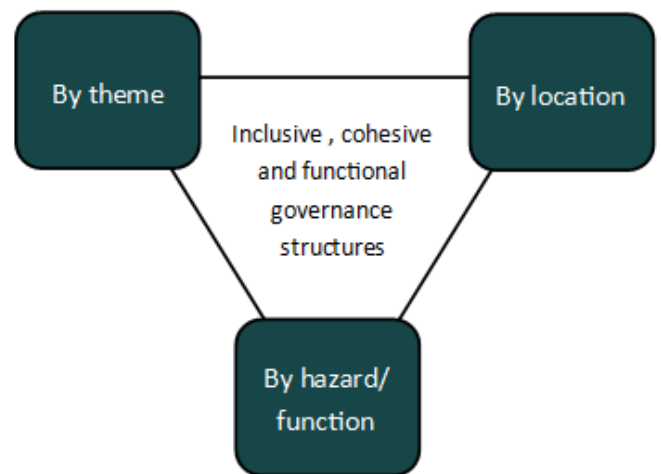 By theme
By location
Inclusive , cohesive
and functional
governance
structures
By hazard/
function